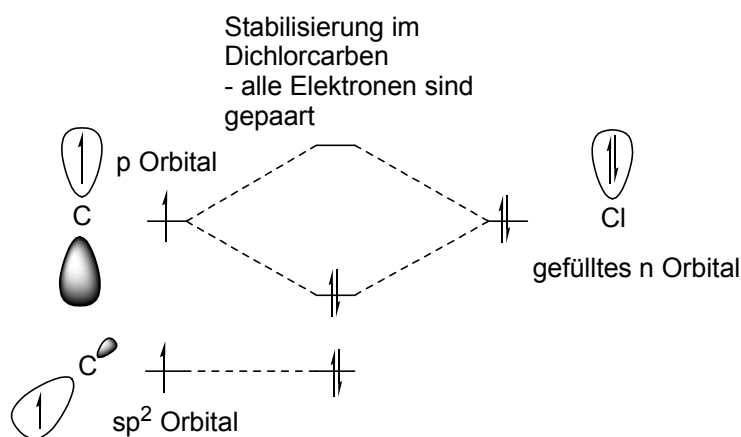 Stabilisierung im
Dichlorcarben
- alle Elektronen sind
gepaart
p Orbital
C
Cl
gefülltes n Orbital
C
sp² Orbital